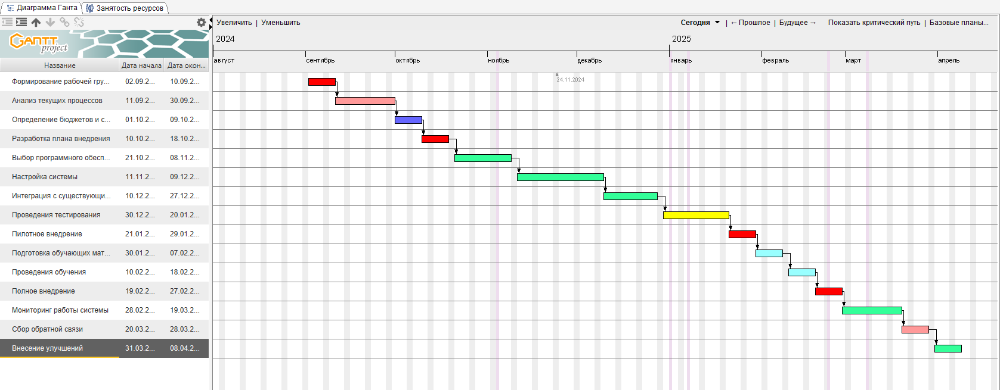 Диаграмма Ганта Занятость ресурсов
Увеличить | Уменьшить Сегодня | ← Прошлое | Будущее → Показать критический путь | Базовые планы...
GANTT project
2024 2025
Название Дата начала Дата окон...
август сентябрь октябрь ноябрь декабрь январь февраль март апрель
24.11.2024
Формирование рабочей гру... 02.09.2... 10.09.2...
Анализ текущих процессов 11.09.2... 30.09.2...
Определение бюджетов и с... 01.10.2... 09.10.2...
Разработка плана внедрения 10.10.2... 18.10.2...
Выбор программного обесп... 21.10.2... 08.11.2...
Настройка системы 11.11.2... 09.12.2...
Интеграция с существующи... 10.12.2... 27.12.2...
Проведения тестирования 30.12.2... 20.01.2...
Пилотное внедрение 21.01.2... 29.01.2...
Подготовка обучающих мат... 30.01.2... 07.02.2...
Проведения обучения 10.02.2... 18.02.2...
Полное внедрение 19.02.2... 27.02.2...
Мониторинг работы системы 28.02.2... 19.03.2...
Сбор обратной связи 20.03.2... 28.03.2...
Внесение улучшений 31.03.2... 08.04.2...